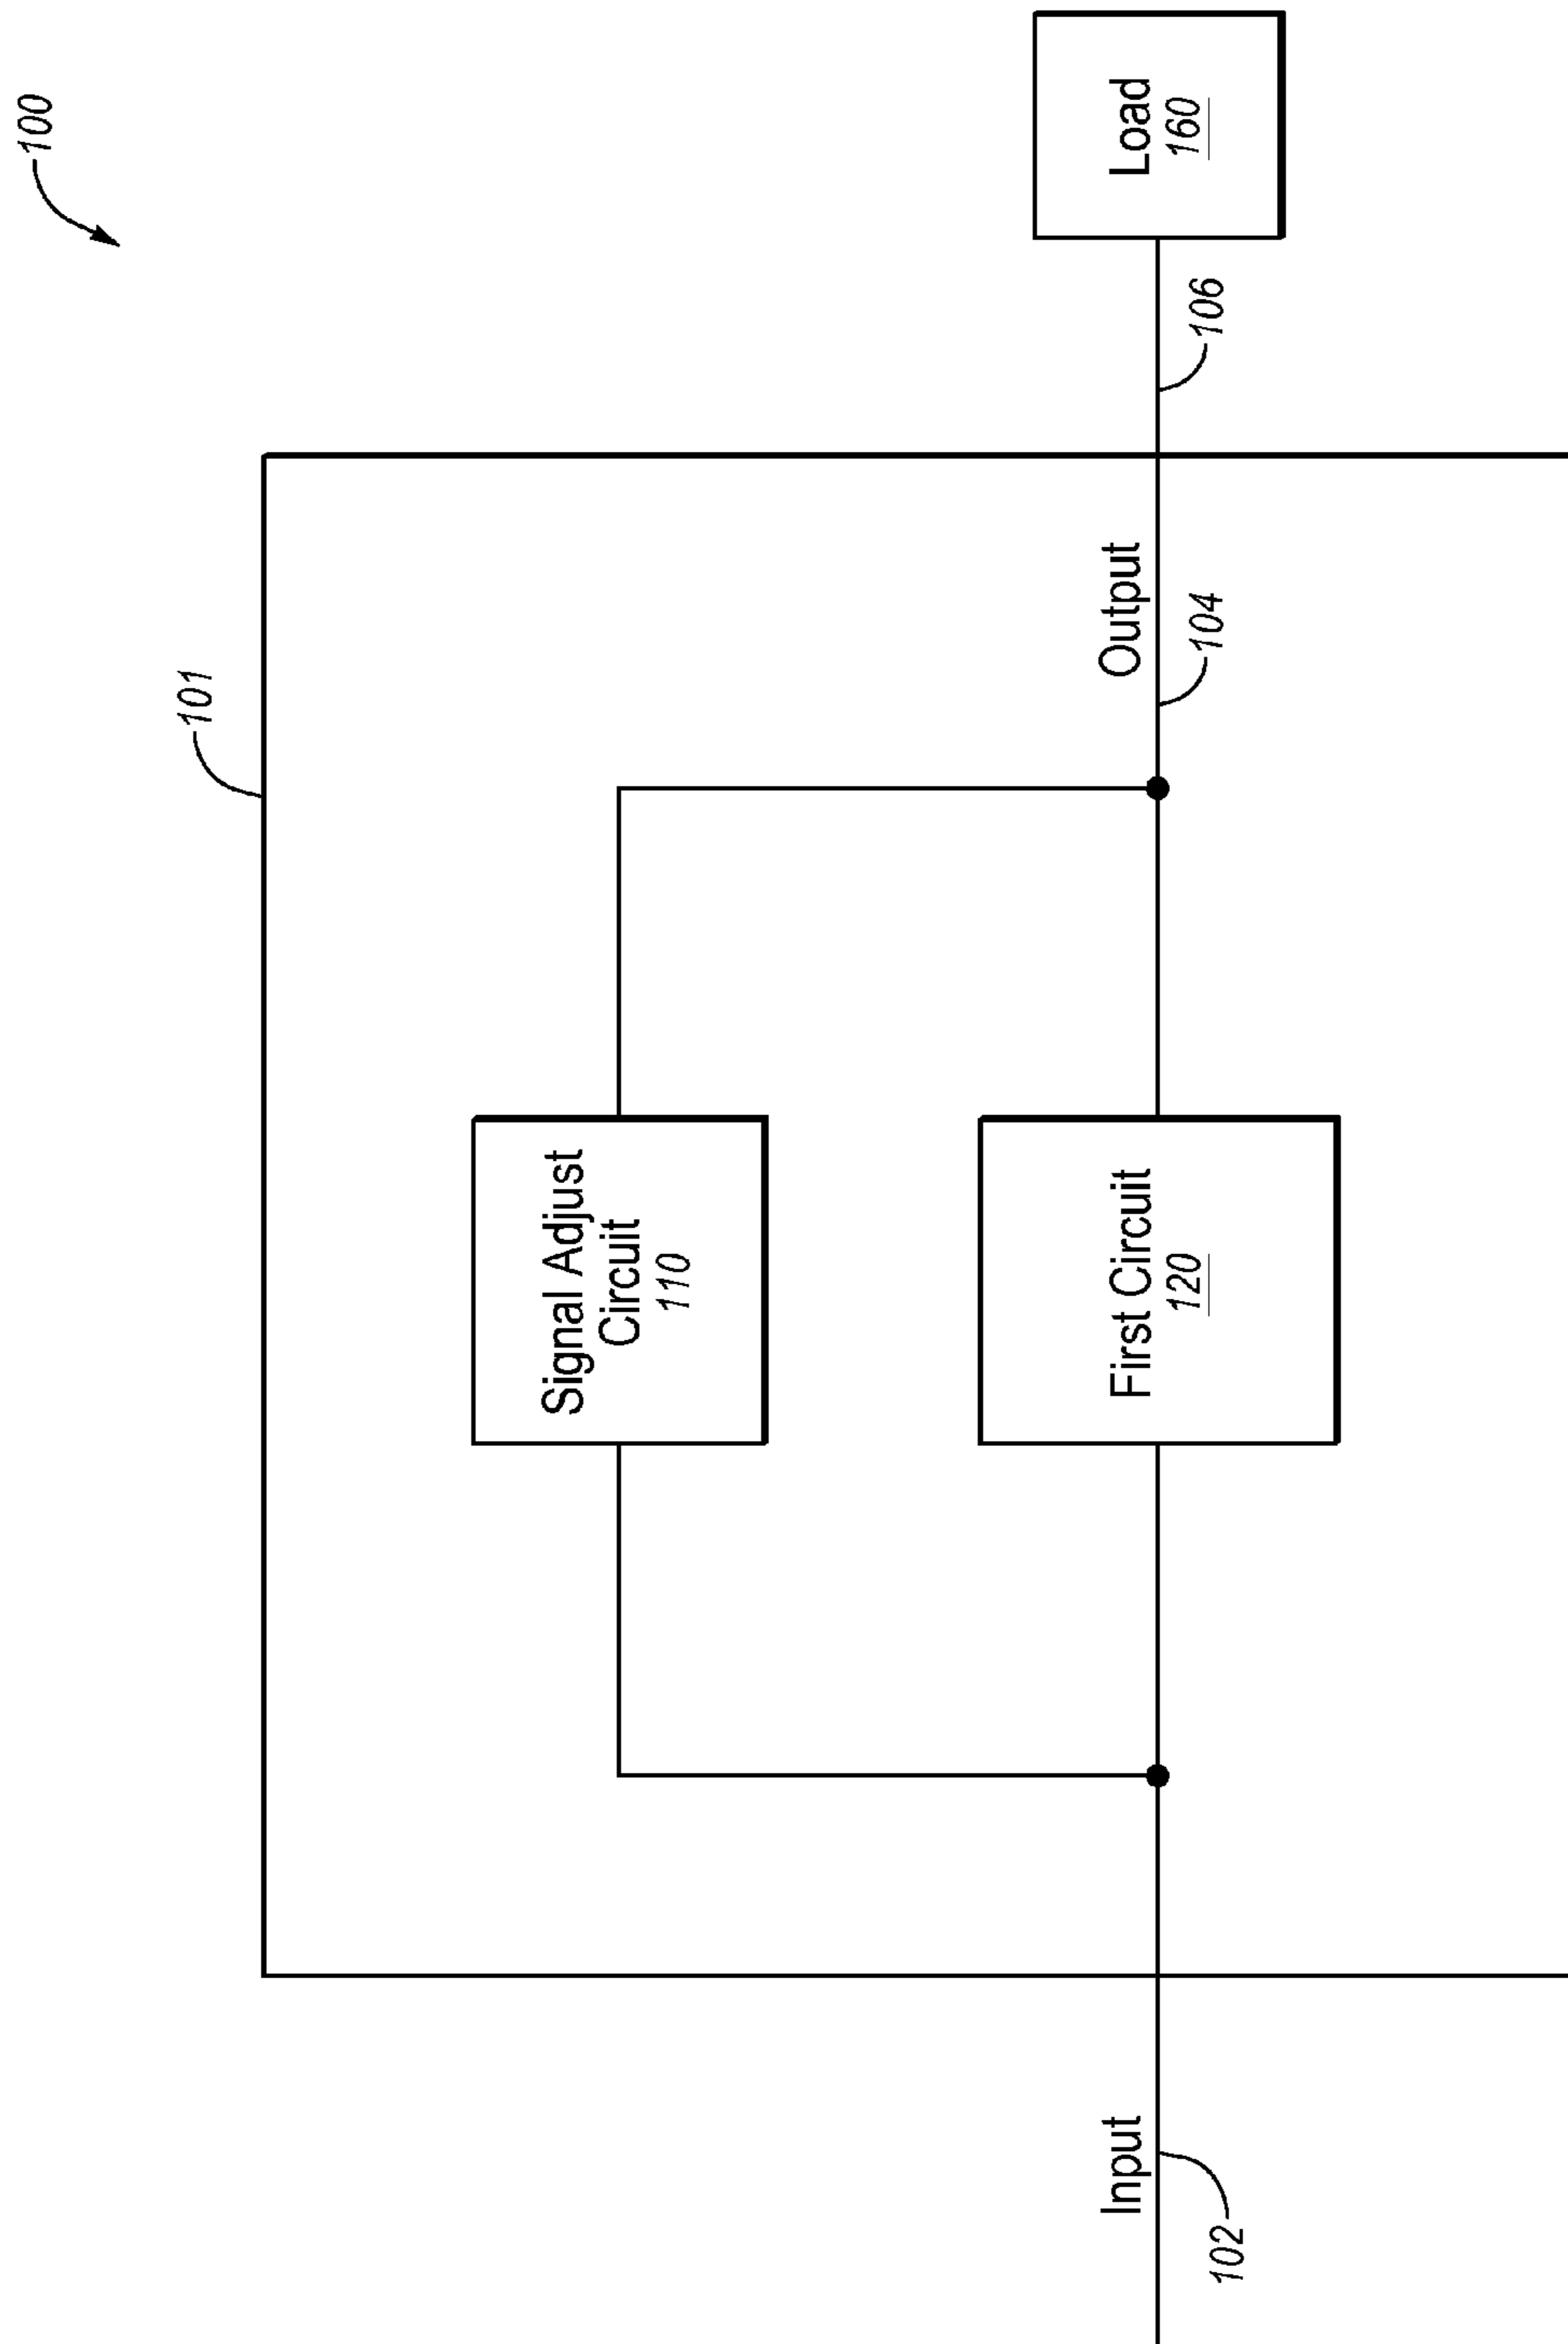 100
101
Signal Adjust
Circuit
110
Input
102
First Circuit
120
Output
104
106
Load
160